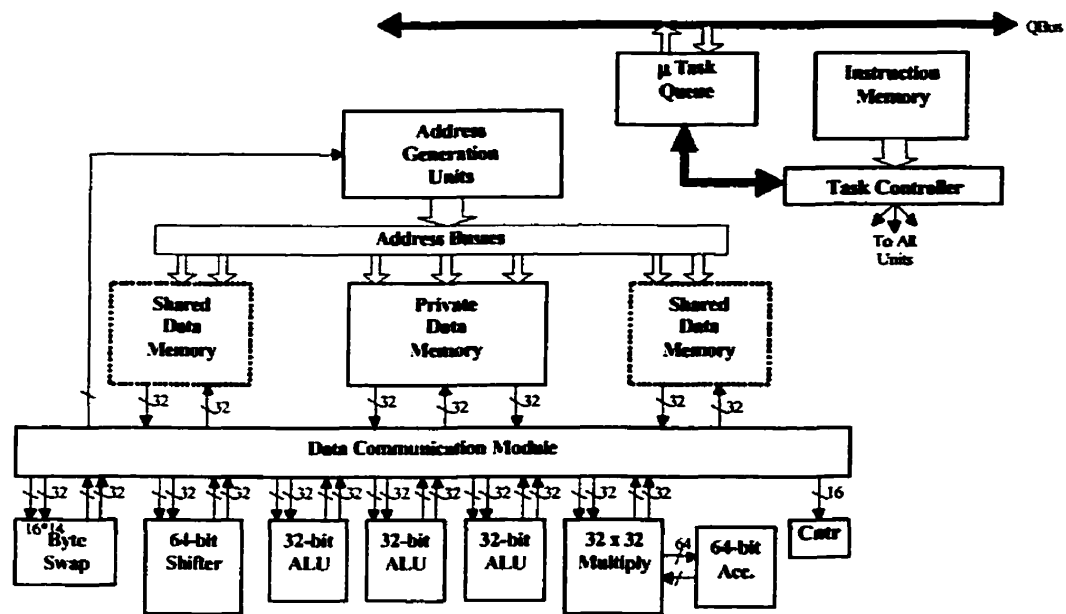 QBus
μ Task
Queue
Instruction
Memory
Address
Generation
Units
Task Controller
To All
Units
Address Busses
Shared
Data
Memory
Private
Data
Memory
Shared
Data
Memory
32
32
32
32
32
32
32
Data Communication Module
32
32
32
32
32
32
32
32
32
32
32
32
16
16*14
Byte
Swap
64-bit
Shifter
32-bit
ALU
32-bit
ALU
32-bit
ALU
32 x 32
Multiply
64
64-bit
Acc.
Cntr